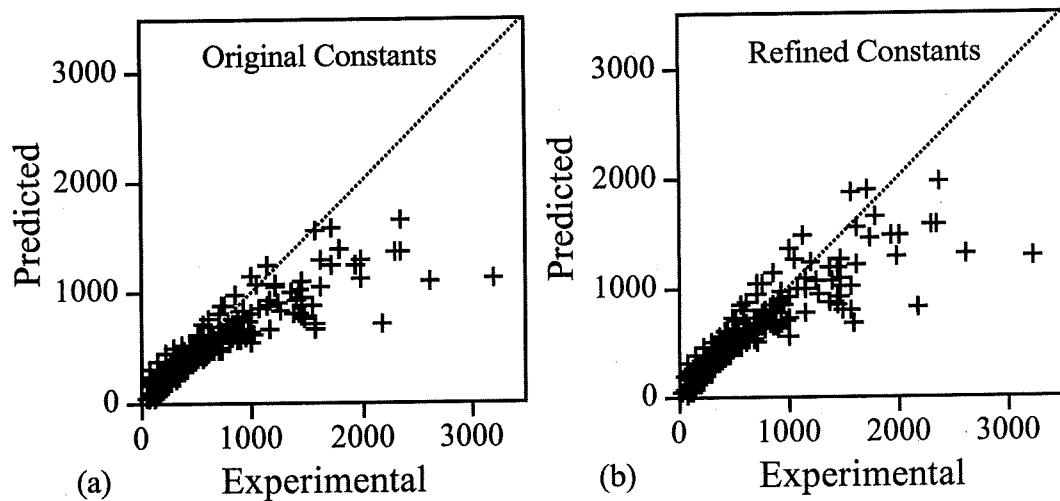 Original Constants
3000
2000
1000
0
Predicted
0 1000 2000 3000
(a) Experimental
Refined Constants
3000
2000
1000
0
Predicted
0 1000 2000 3000
(b) Experimental